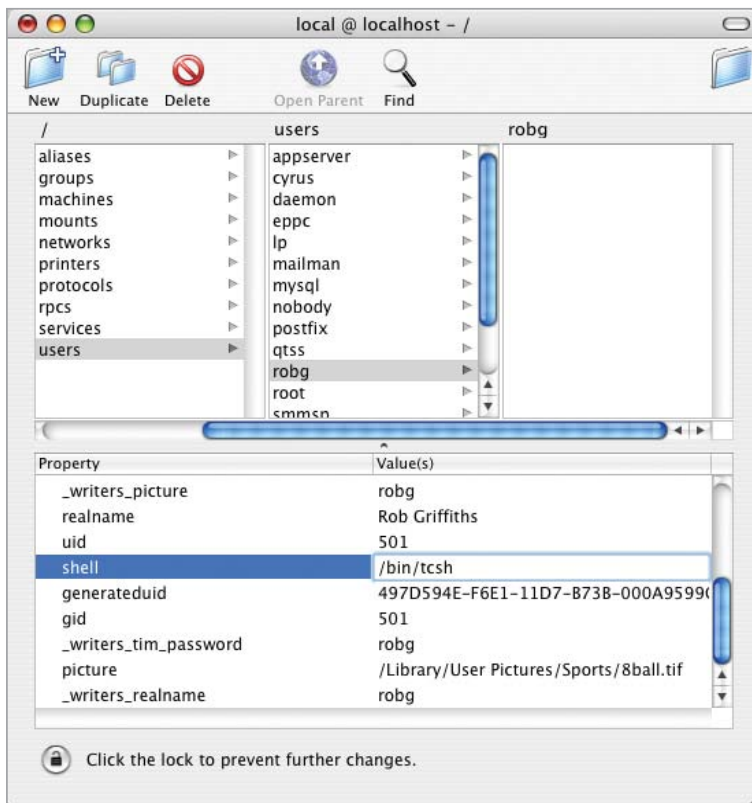 local @ localhost – /
New Duplicate Delete Open Parent Find
/ users robg
aliases
groups
machines
mounts
networks
printers
protocols
rpcs
services
users
appserver
cyrus
daemon
eppc
lp
mailman
mysql
nobody
postfix
qtss
robg
root
smmsp
Property Value(s)
_writers_picture robg
realname Rob Griffiths
uid 501
shell /bin/tcsh
generateduid 497D594E-F6E1-11D7-B73B-000A9599
gid 501
_writers_tim_password robg
picture /Library/User Pictures/Sports/8ball.tif
_writers_realname robg
Click the lock to prevent further changes.